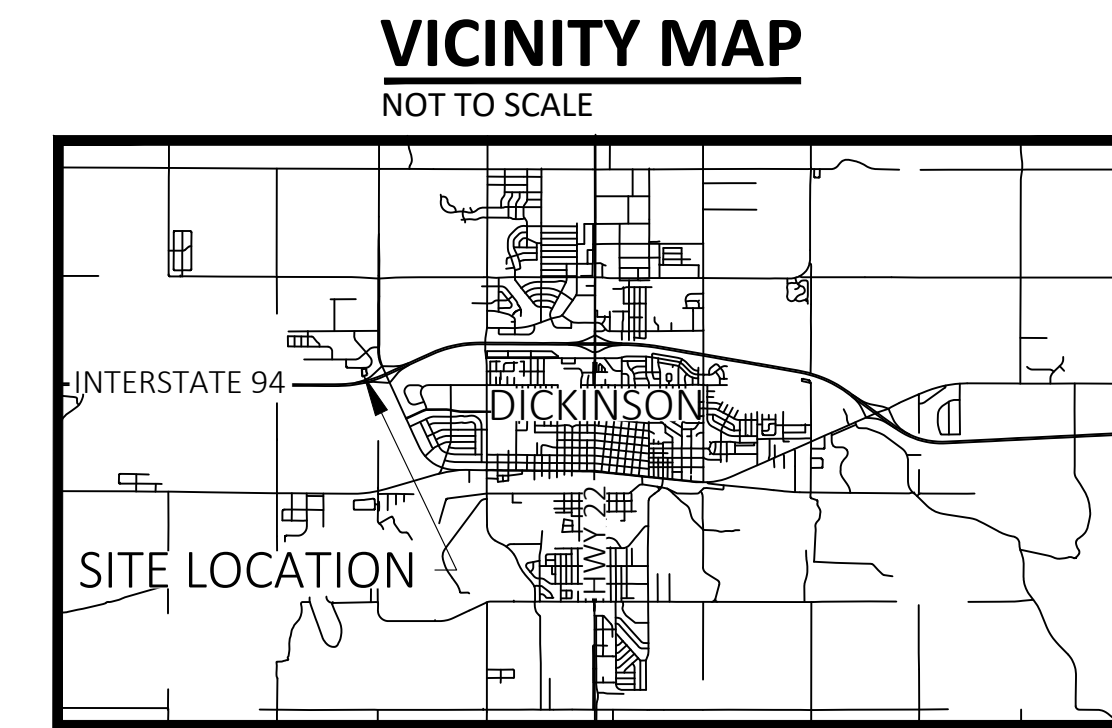 VICINITY MAP
NOT TO SCALE
INTERSTATE 94
DICKINSON
HWY 22
SITE LOCATION